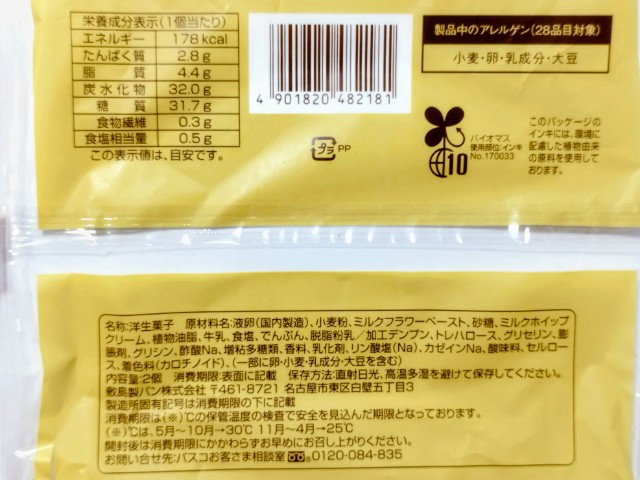 栄養成分表示(1個当たり)
エネルギー 178kcal
たんぱく質 2.8g
脂質 4.4g
炭水化物 32.0g
糖質 31.7g
食物繊維 0.3g
食塩相当量 0.5g
この表示値は、目安です。
4 901820 482181
プラ PP
製品中のアレルゲン(28品目対象)
小麦・卵・乳成分・大豆
バイオマス
使用部位:インキ
No.170033
10
このパッケージの
インキには、環境に
配慮した植物由来
の原料を使用して
おります。
名称:洋生菓子 原材料名:液卵(国内製造)、小麦粉、ミルクフラワーペースト、砂糖、ミルクホイップ
クリーム、植物油脂、牛乳、食塩、でんぷん、脱脂粉乳/加工デンプン、トレハロース、グリセリン、膨
脹剤、グリシン、酢酸Na、増粘多糖類、香料、乳化剤、リン酸塩(Na)、カゼインNa、酸味料、セルロー
ス、着色料(カロチノイド)、(一部に卵・小麦・乳成分・大豆を含む)
内容量:2個 消費期限:表面に記載 保存方法:直射日光、高温多湿を避けて保存してください。
敷島製パン株式会社 〒461-8721 名古屋市東区白壁五丁目3
製造所固有記号は消費期限の下に記載
消費期限は(※)℃の保管温度の検査で安全を見込んだ期限となっております。
(※)℃は、5月〜10月→30℃ 11月〜4月→25℃
開封後は消費期限にかかわらずお早めにお召し上がりください。
お問い合せ先:パスコお客さま相談室 0120-084-835